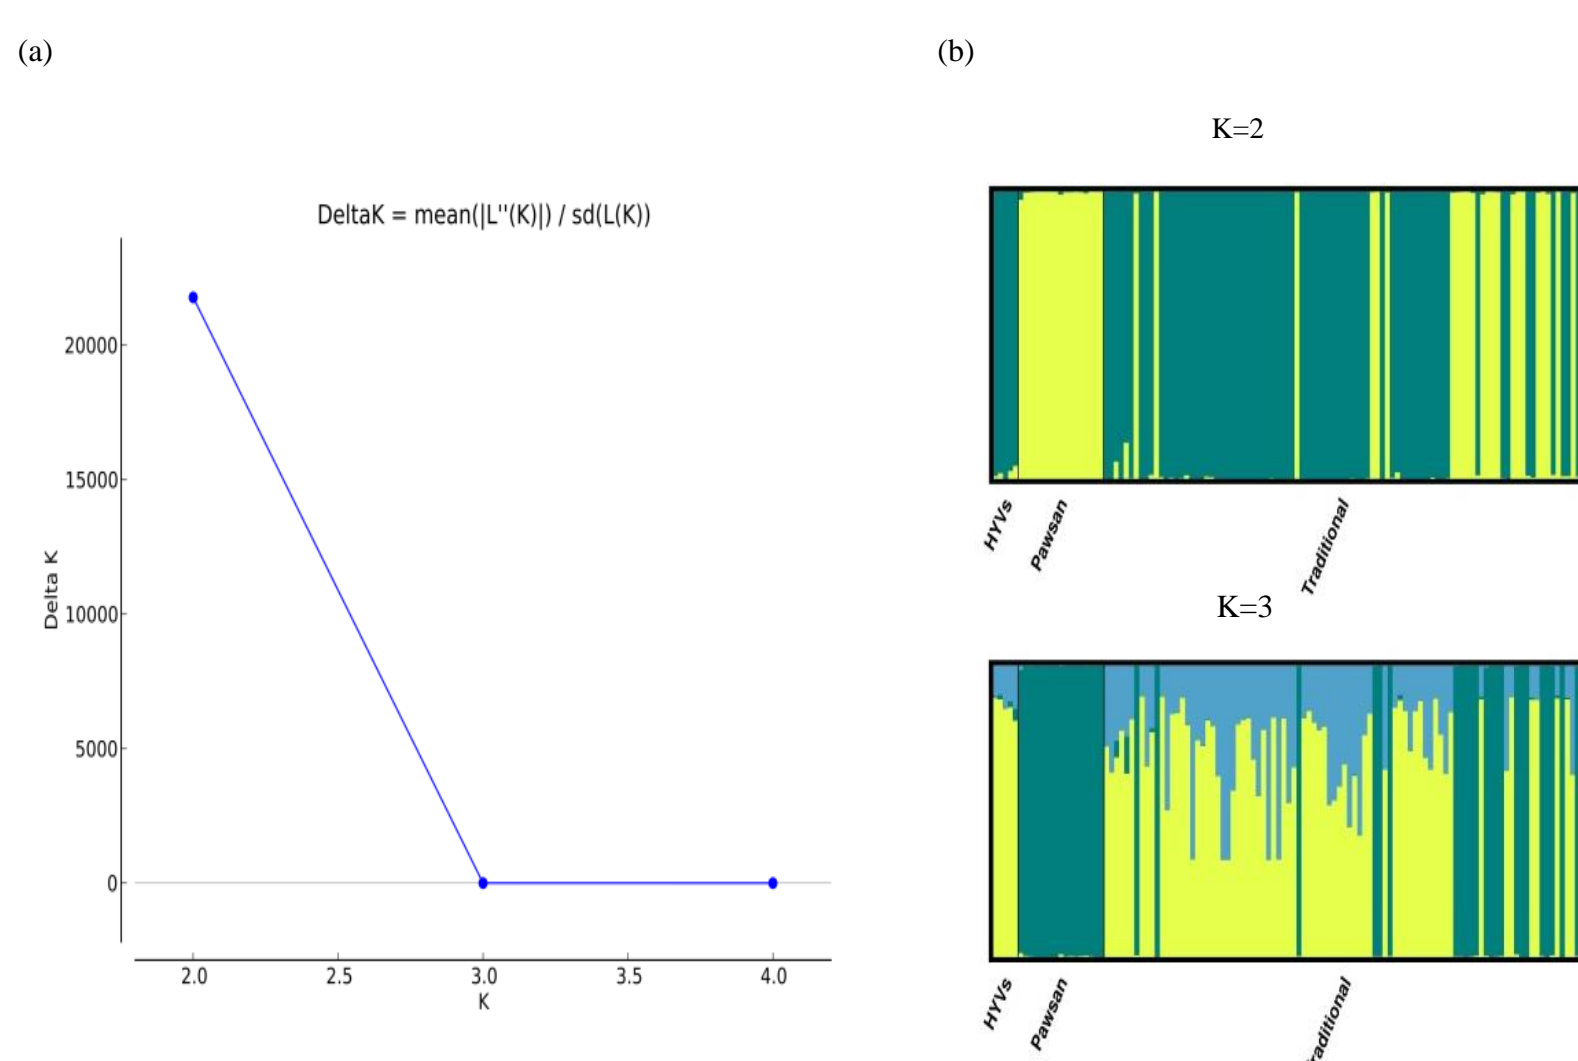 (a)
DeltaK = mean(|L''(K)|) / sd(L(K))
Delta K
20000
15000
10000
5000
0
2.0 2.5 3.0 3.5 4.0
K
(b)
K=2
HYVs Pawsan Traditional
K=3
HYVs Pawsan raditional